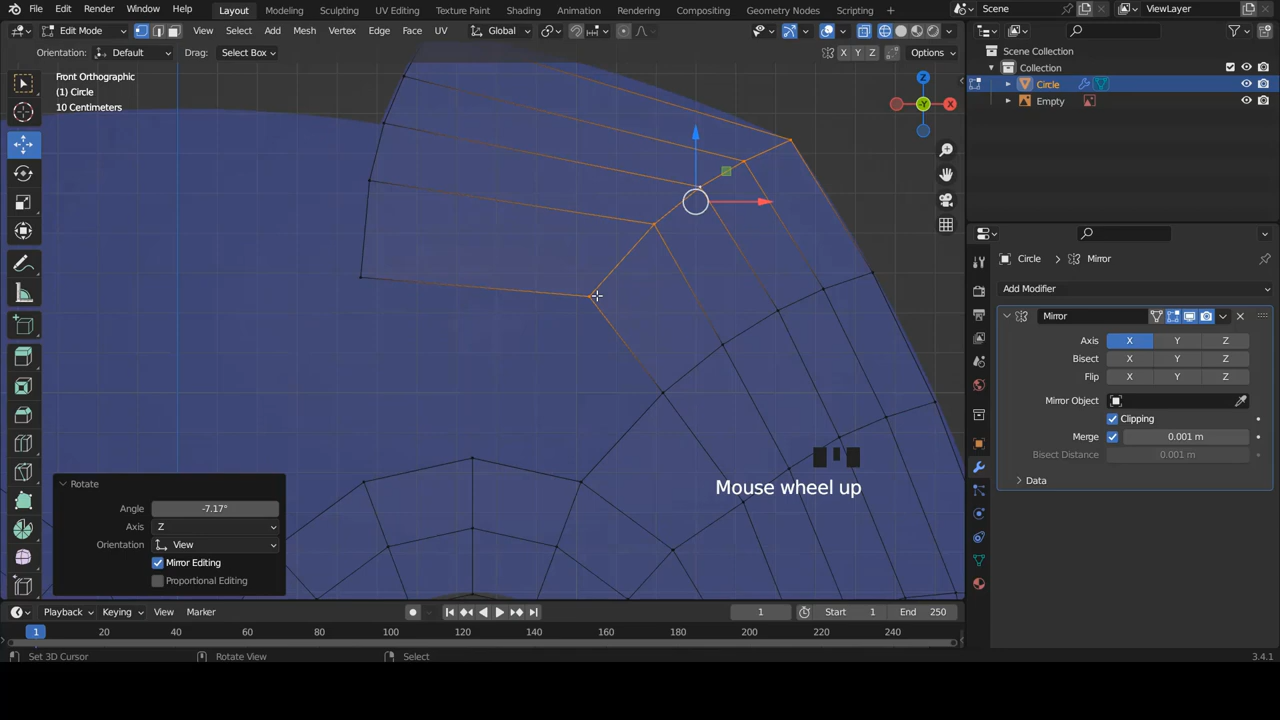 File Edit Render Window Help Layout Modeling Sculpting UV Editing Texture Paint Shading Animation Rendering Compositing Geometry Nodes Scripting Scene ViewLayer
Edit Mode View Select Add Mesh Vertex Edge Face UV Global
Orientation: Default Drag: Select Box X Y Z Options
Scene Collection
Collection
Circle
Empty
Front Orthographic
(1) Circle
10 Centimeters
Z
Y
X
Circle Mirror
Add Modifier
Mirror
Axis X Y Z
Bisect X Y Z
Flip X Y Z
Mirror Object
Clipping
Merge 0.001 m
Bisect Distance 0.001 m
Data
Mouse wheel up
Rotate
Angle -7.17°
Axis Z
Orientation View
Mirror Editing
Proportional Editing
Playback Keying View Marker 1 Start 1 End 250
1 20 40 60 80 100 120 140 160 180 200 220 240
Set 3D Cursor Rotate View Select 3.4.1